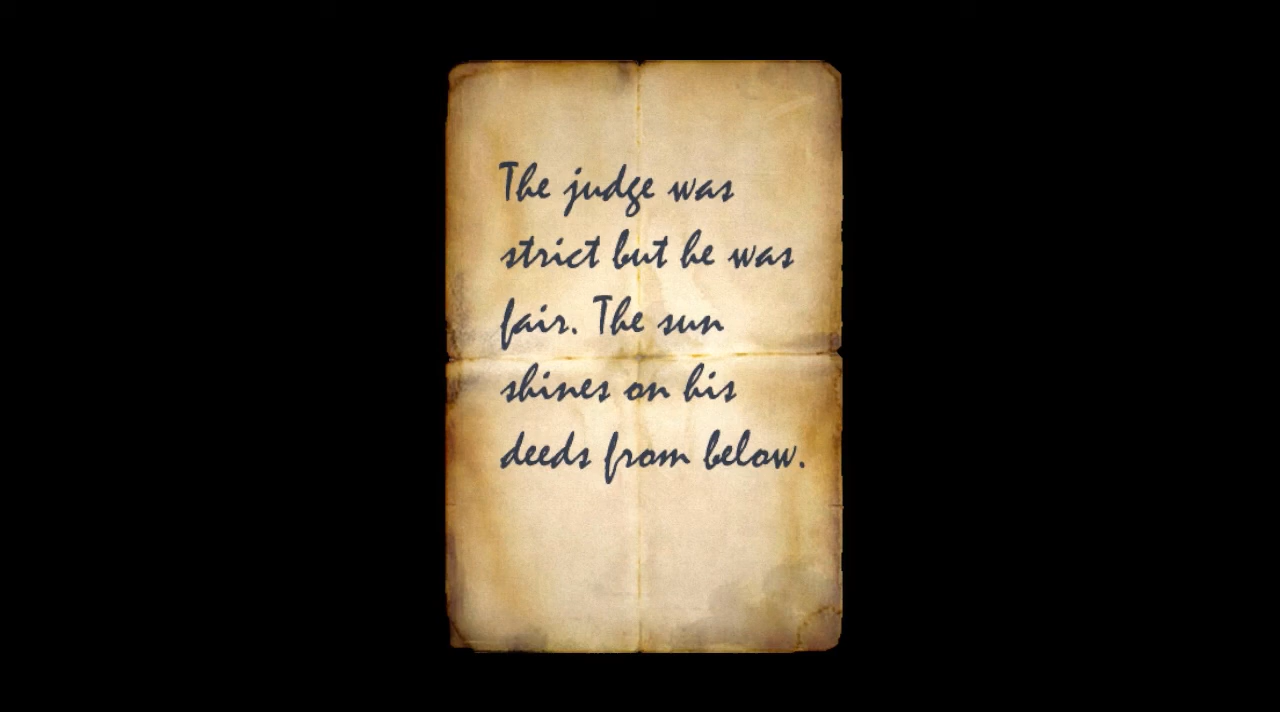 The judge was
strict but he was
fair. The sun
shines on his
deeds from below.